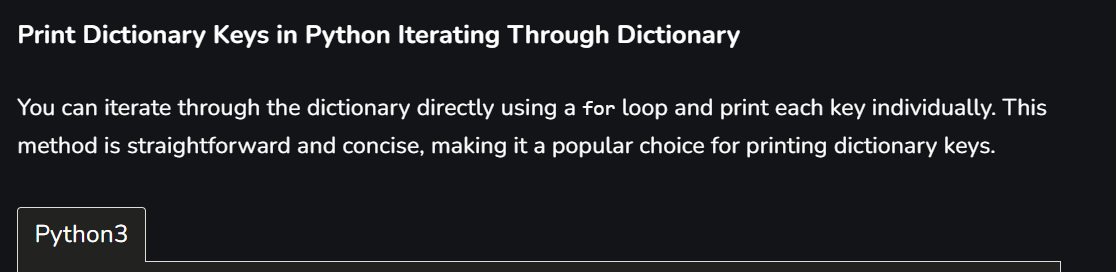 Print Dictionary Keys in Python Iterating Through Dictionary
You can iterate through the dictionary directly using a for loop and print each key individually. This
method is straightforward and concise, making it a popular choice for printing dictionary keys.
Python3